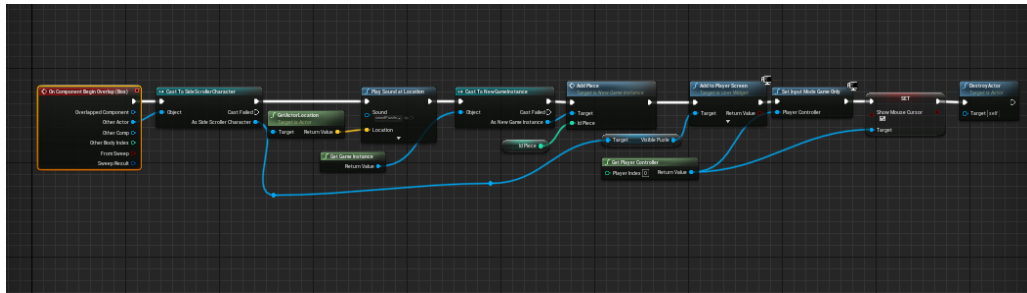 On Component Begin Overlap (Box)
Overlapped Component
Other Actor
Other Comp
Other Body Index
From Sweep
Sweep Result
Cast To SideScrollerCharacter
Object
Cast Failed
As Side Scroller Character
GetActorLocation
Target is Actor
Target
Return Value
Play Sound at Location
Sound
Location
Get Game Instance
Return Value
Cast To NewGameInstance
Object
Cast Failed
As New Game Instance
Id Piece
Add Piece
Target is New Game Instance
Target
Id Piece
Target
Visible Puzle
Get Player Controller
Player Index
0
Return Value
Add to Player Screen
Target is User Widget
Target
Return Value
Set Input Mode Game Only
Player Controller
SET
Show Mouse Cursor
Target
DestroyActor
Target is Actor
Target
self